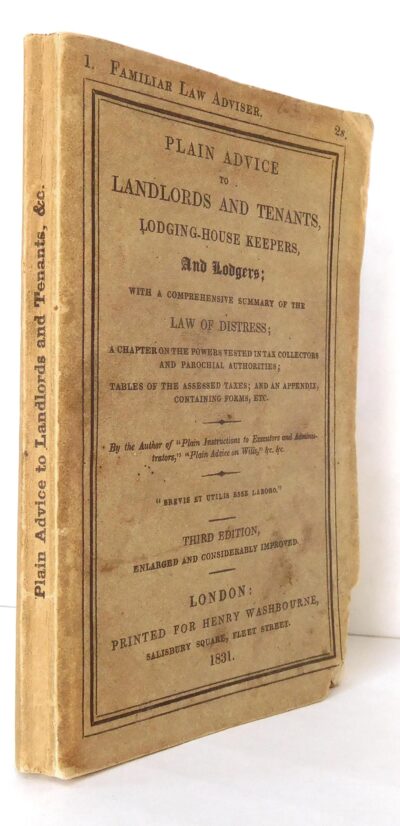 1. FAMILIAR LAW ADVISER.
2s.
PLAIN ADVICE
TO
LANDLORDS AND TENANTS,
LODGING-HOUSE KEEPERS,
And Lodgers;
WITH A COMPREHENSIVE SUMMARY OF THE
LAW OF DISTRESS;
A CHAPTER ON THE POWERS VESTED IN TAX COLLECTORS
AND PAROCHIAL AUTHORITIES;
TABLES OF THE ASSESSED TAXES; AND AN APPENDIX,
CONTAINING FORMS, ETC.
By the Author of "Plain Instructions to Executors and Adminis-
trators," "Plain Advice on Wills," &c. &c.
"BREVIS ET UTILIS ESSE LABORO."
THIRD EDITION,
ENLARGED AND CONSIDERABLY IMPROVED.
LONDON:
PRINTED FOR HENRY WASHBOURNE,
SALISBURY SQUARE, FLEET STREET.
1831.
Plain Advice to Landlords and Tenants, &c.